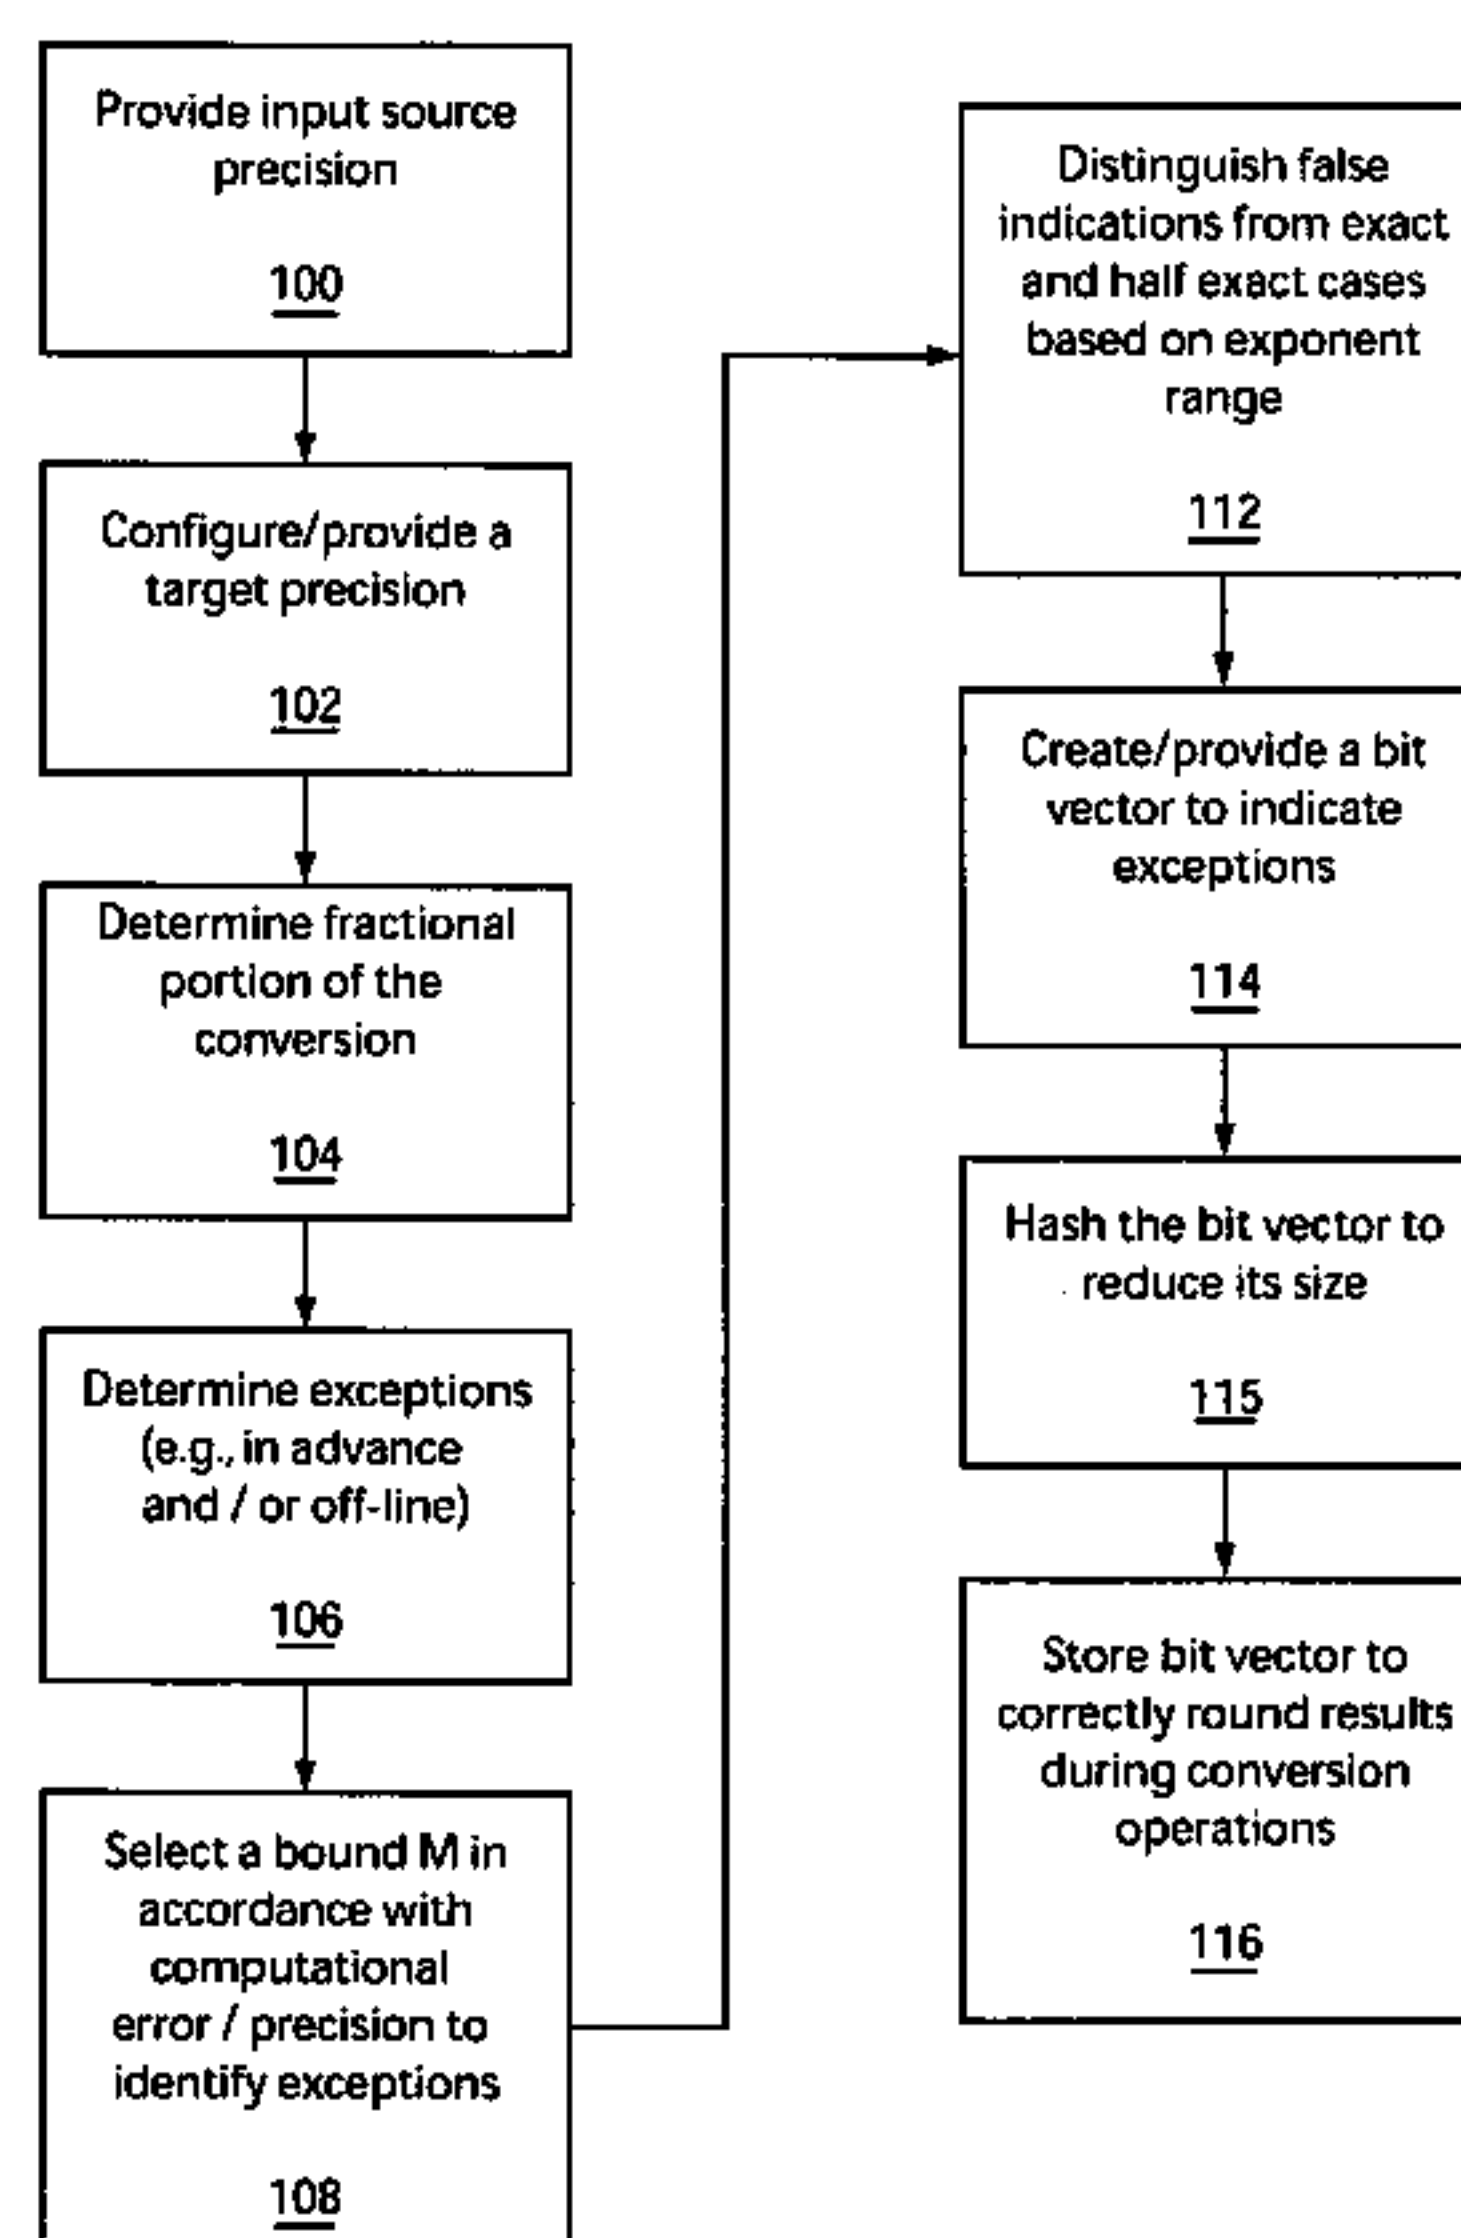 Provide input source
precision
100
Configure/provide a
target precision
102
Determine fractional
portion of the
conversion
104
Determine exceptions
(e.g., in advance
and / or off-line)
106
Select a bound M in
accordance with
computational
error / precision to
identify exceptions
108
Distinguish false
indications from exact
and half exact cases
based on exponent
range
112
Create/provide a bit
vector to indicate
exceptions
114
Hash the bit vector to
reduce its size
115
Store bit vector to
correctly round results
during conversion
operations
116